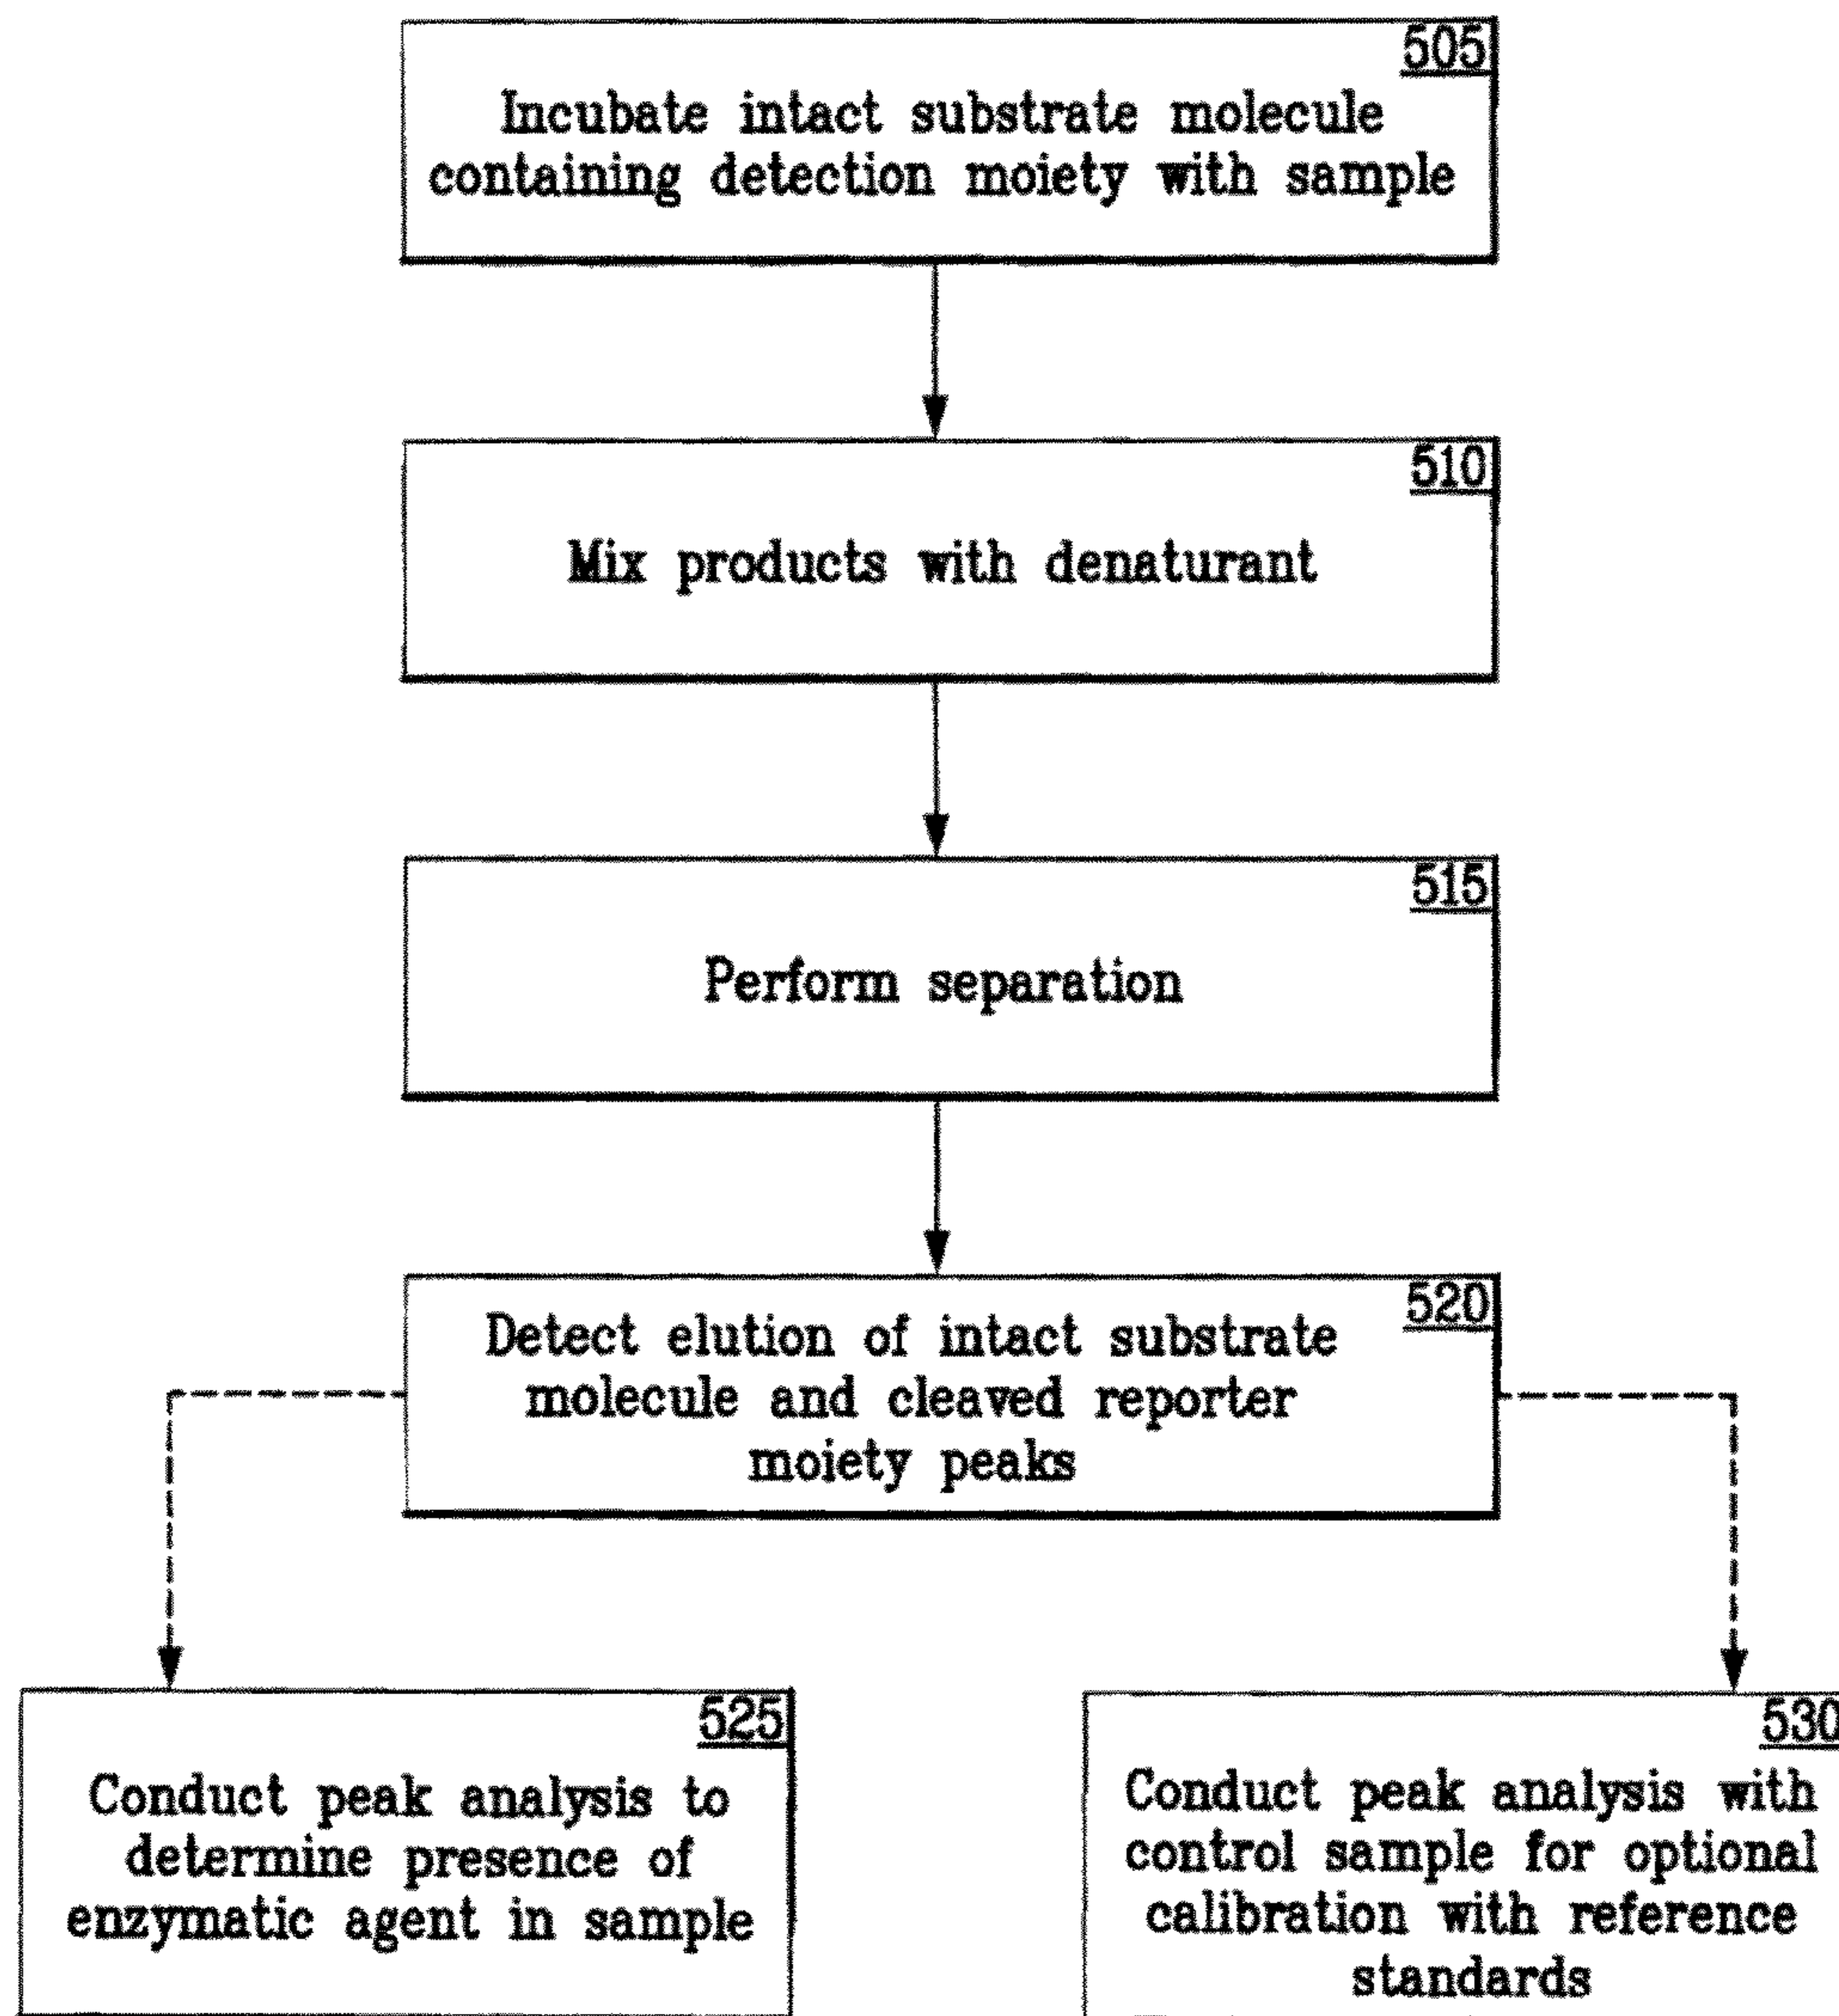 505
Incubate intact substrate molecule
containing detection moiety with sample
510
Mix products with denaturant
515
Perform separation
520
Detect elution of intact substrate
molecule and cleaved reporter
moiety peaks
525
Conduct peak analysis to
determine presence of
enzymatic agent in sample
530
Conduct peak analysis with
control sample for optional
calibration with reference
standards